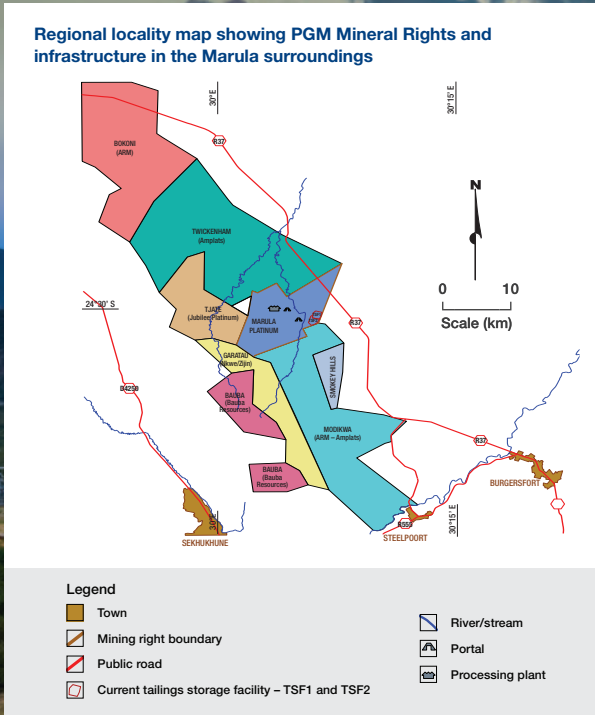 Regional locality map showing PGM Mineral Rights and
infrastructure in the Marula surroundings
30°E
30°15' E
R37
BOKONI
(ARM)
N
TWICKENHAM
(Amplats)
0 10
Scale (km)
24°30' S
TJATE
(Jubilee Platinum)
MARULA
PLATINUM
R37
GARATAU
(Nkwe/Zijin)
SMOKEY HILLS
D4250
BAUBA
(Bauba
Resources)
MODIKWA
(ARM – Amplats)
R37
BAUBA
(Bauba
Resources)
BURGERSFORT
30°E
30°15' E
R555
STEELPOORT
SEKHUKHUNE
Legend
Town
Mining right boundary
Public road
Current tailings storage facility – TSF1 and TSF2
River/stream
Portal
Processing plant